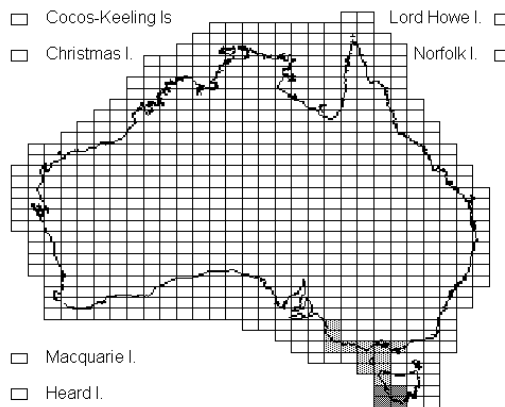 Cocos-Keeling Is
Lord Howe I.
Christmas I.
Norfolk I.
Macquarie I.
Heard I.